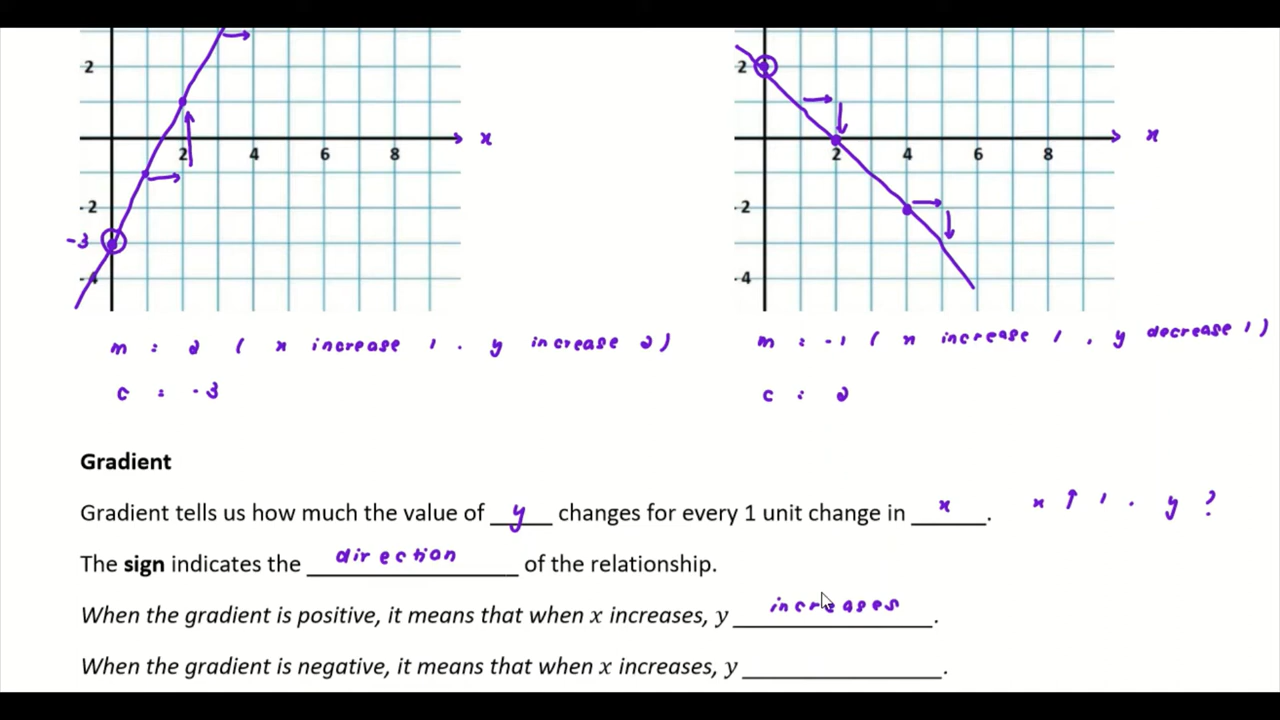 2 2
x x
2 4 6 8 2 4 6 8
-2 -2
-3
-4 -4
m : 2 ( x increase 1 . y increase 2 ) m : -1 ( x increase 1 , y decrease 1 )
c : -3 c : 2
Gradient
Gradient tells us how much the value of y changes for every 1 unit change in x . x ↑ 1 . y ?
The sign indicates the direction of the relationship.
When the gradient is positive, it means that when x increases, y increases .
When the gradient is negative, it means that when x increases, y ____________________.